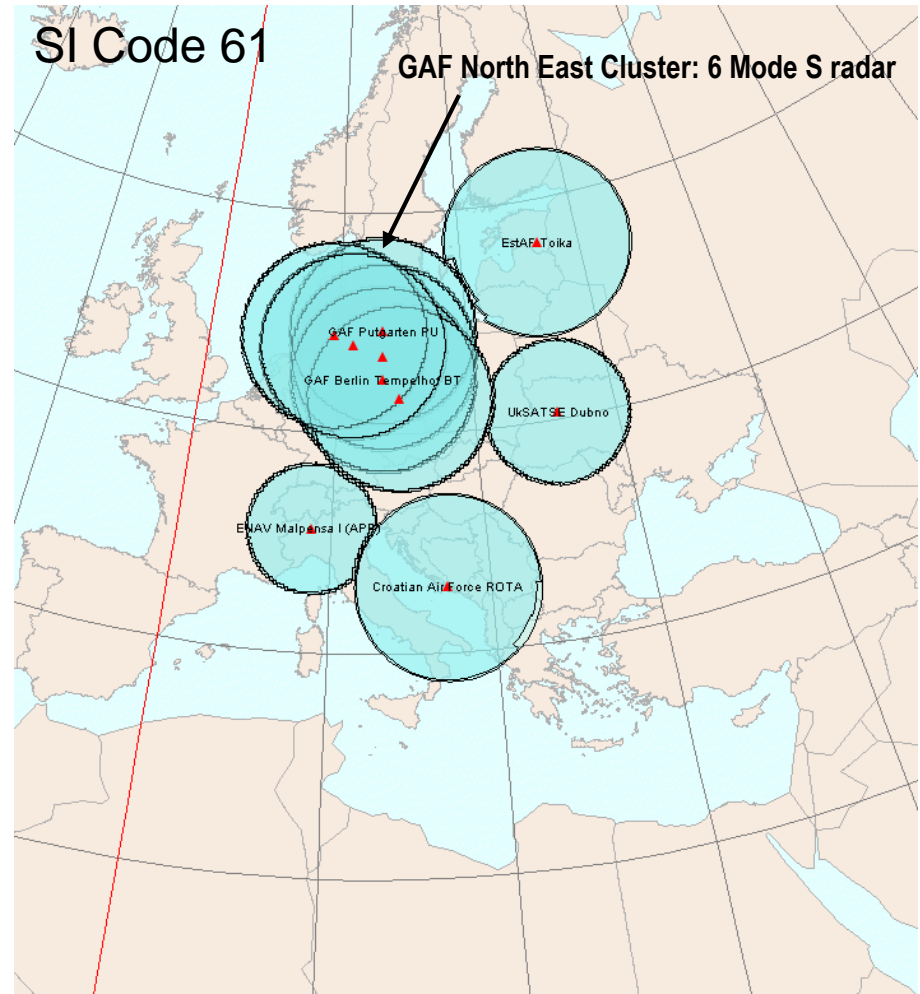 SI Code 61
GAF North East Cluster: 6 Mode S radar
EstAF Toika
GAF Putgarten PU
GAF Berlin Tempelhof BT
UkSATSE Dubno
ENAV Malpensa I (APP)
Croatian Air Force ROTA